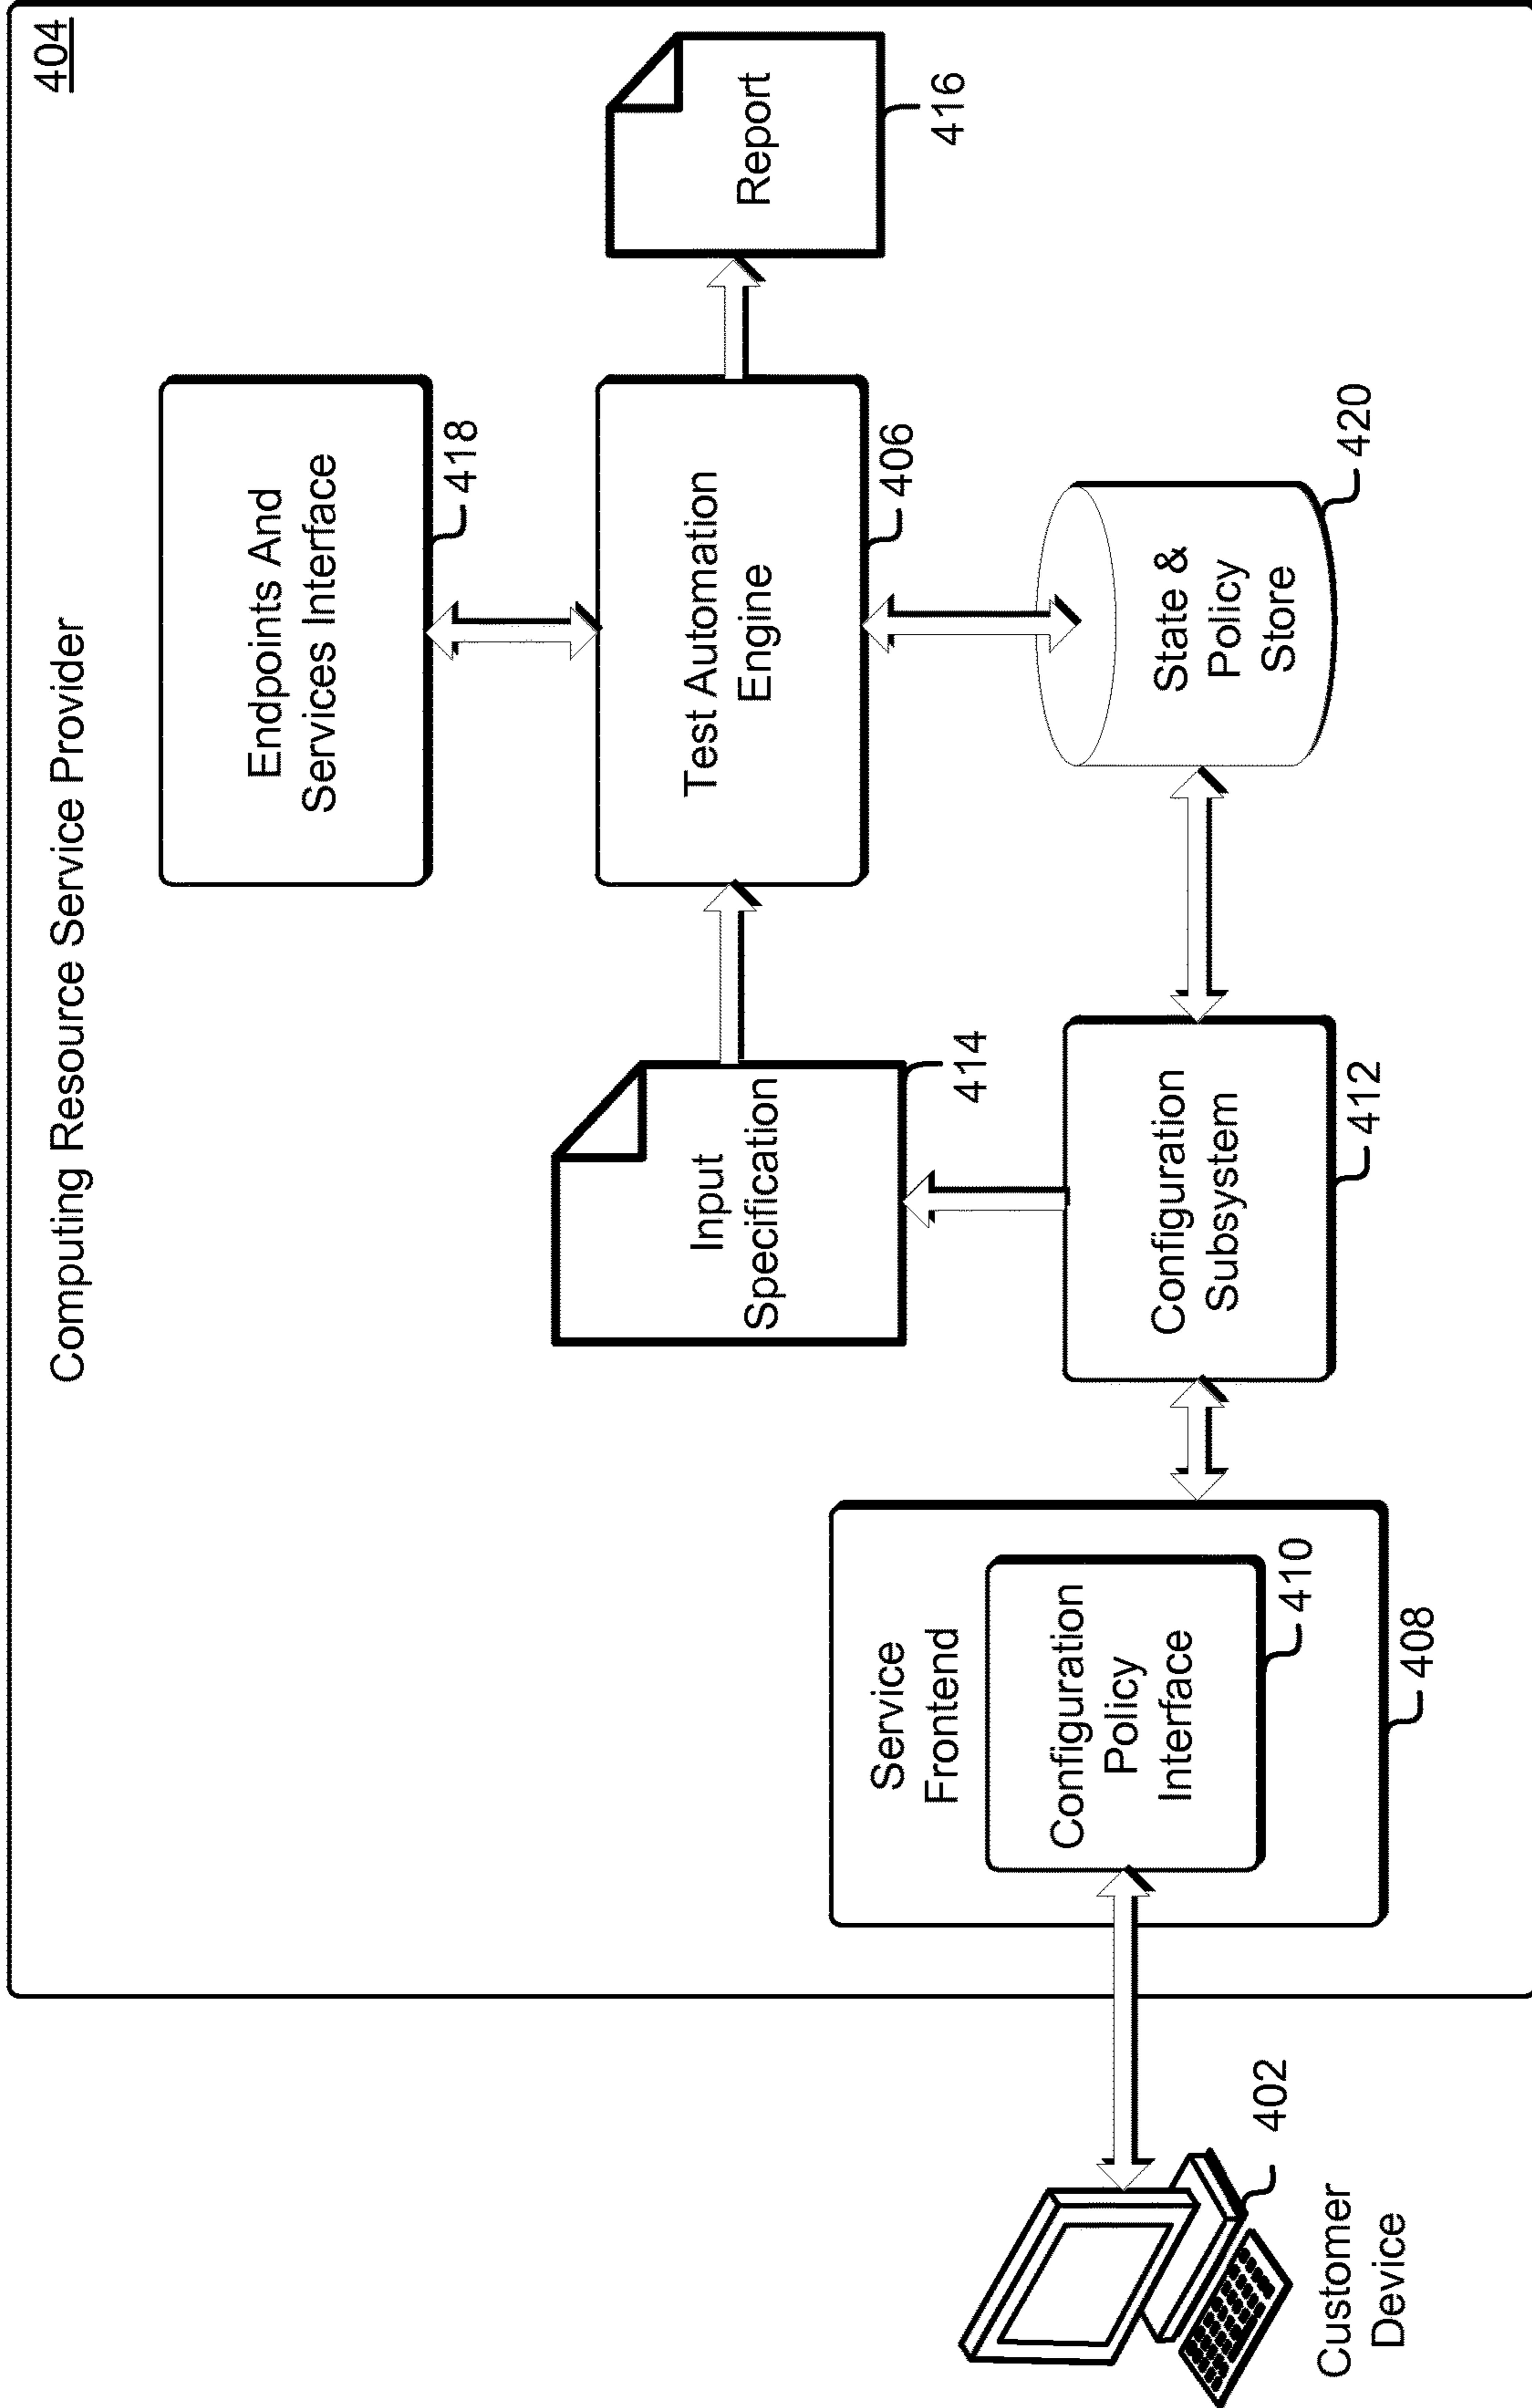 Computing Resource Service Provider
404
Endpoints And
Services Interface
418
Input
Specification
414
Test Automation
Engine
406
Report
416
Service
Frontend
Configuration
Policy
Interface
410
408
Configuration
Subsystem
412
State &
Policy
Store
420
402
Customer
Device